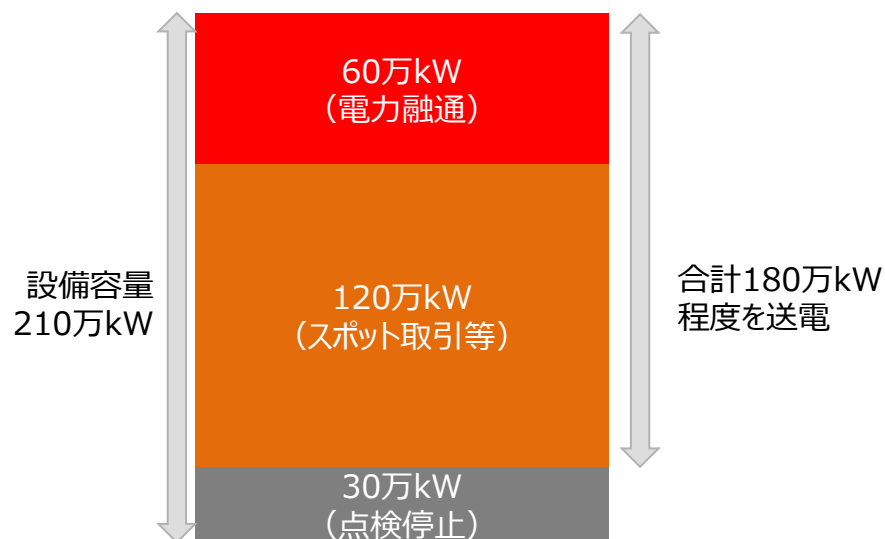 60万kW
(電力融通)
設備容量
210万kW
120万kW
(スポット取引等)
合計180万kW
程度を送電
30万kW
(点検停止)